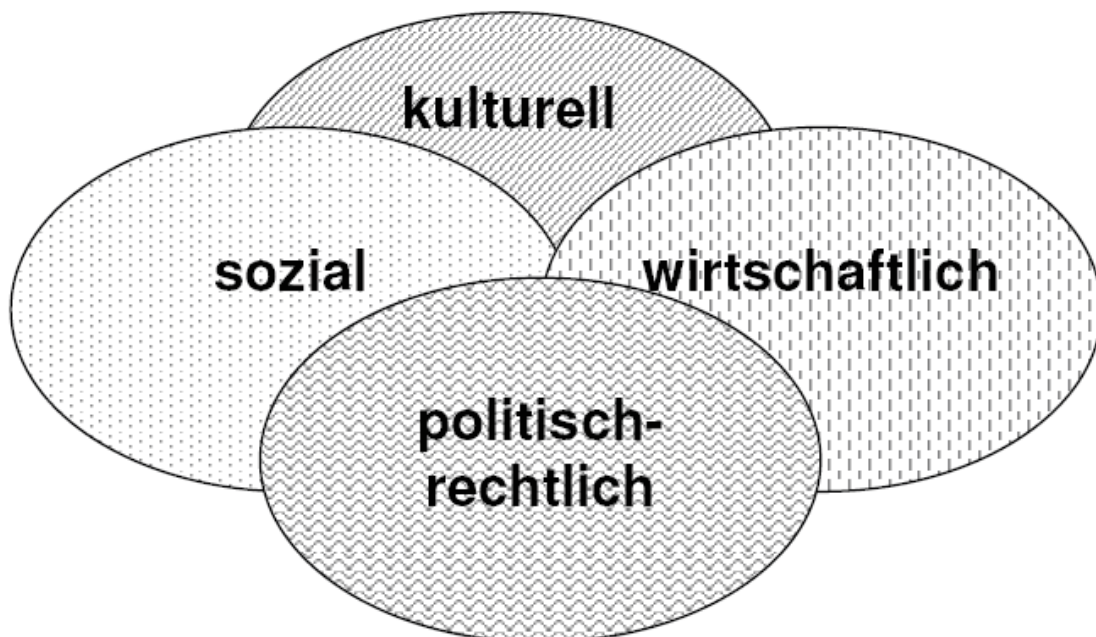 kulturell
sozial
wirtschaftlich
politisch-
rechtlich